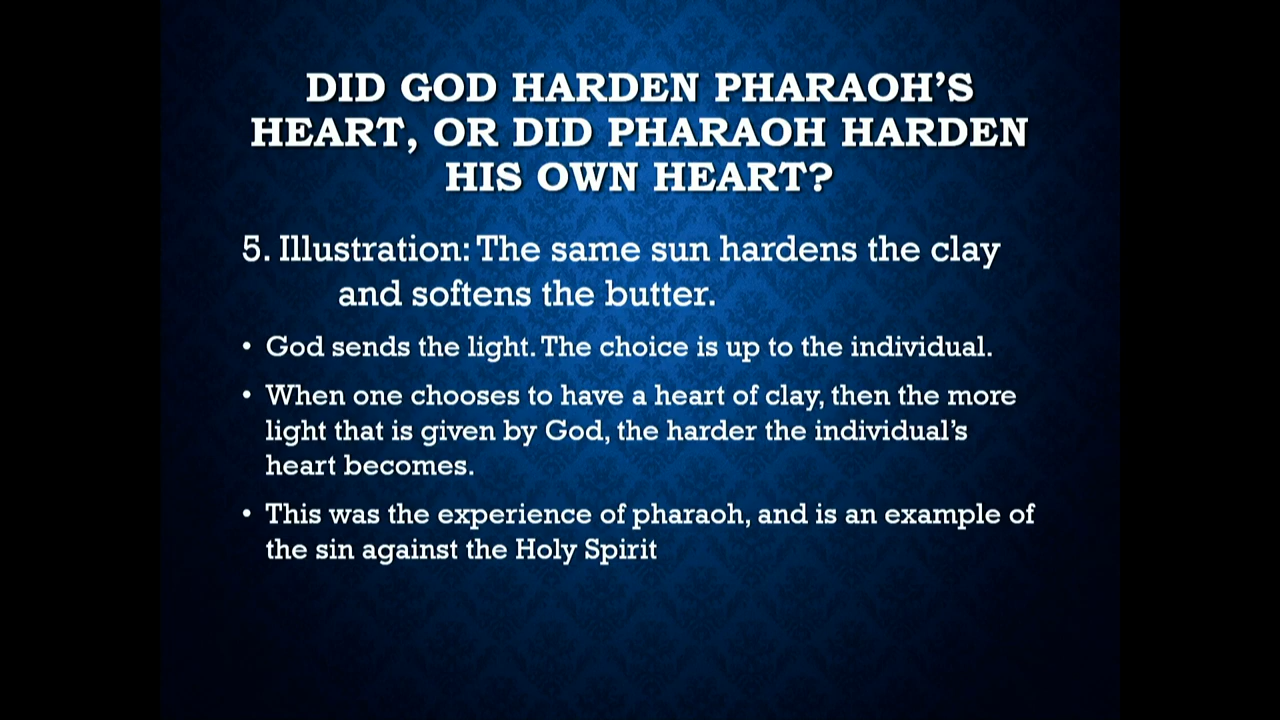 DID GOD HARDEN PHARAOH’S
HEART, OR DID PHARAOH HARDEN
HIS OWN HEART?
5. Illustration: The same sun hardens the clay
and softens the butter.
• God sends the light. The choice is up to the individual.
• When one chooses to have a heart of clay, then the more
light that is given by God, the harder the individual’s
heart becomes.
• This was the experience of pharaoh, and is an example of
the sin against the Holy Spirit